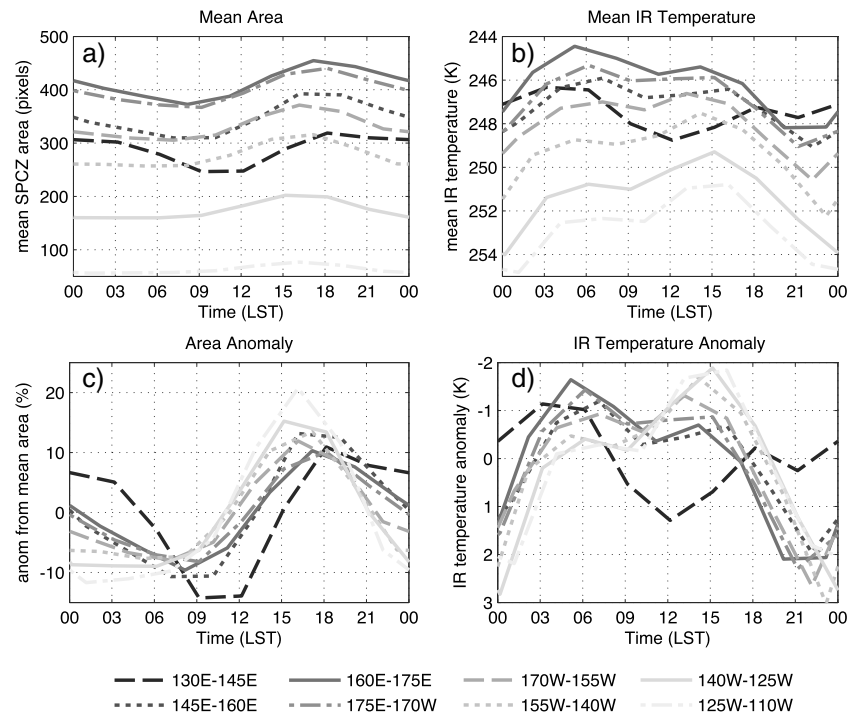 Mean Area
a)
mean SPCZ area (pixels)
500
400
300
200
100
00 03 06 09 12 15 18 21 00
Time (LST)
Mean IR Temperature
b)
mean IR temperature (K)
244
246
248
250
252
254
00 03 06 09 12 15 18 21 00
Time (LST)
Area Anomaly
c)
anom from mean area (%)
20
10
0
-10
00 03 06 09 12 15 18 21 00
Time (LST)
IR Temperature Anomaly
d)
IR temperature anomaly (K)
-2
-1
0
1
2
3
00 03 06 09 12 15 18 21 00
Time (LST)
130E-145E 160E-175E 170W-155W 140W-125W
145E-160E 175E-170W 155W-140W 125W-110W